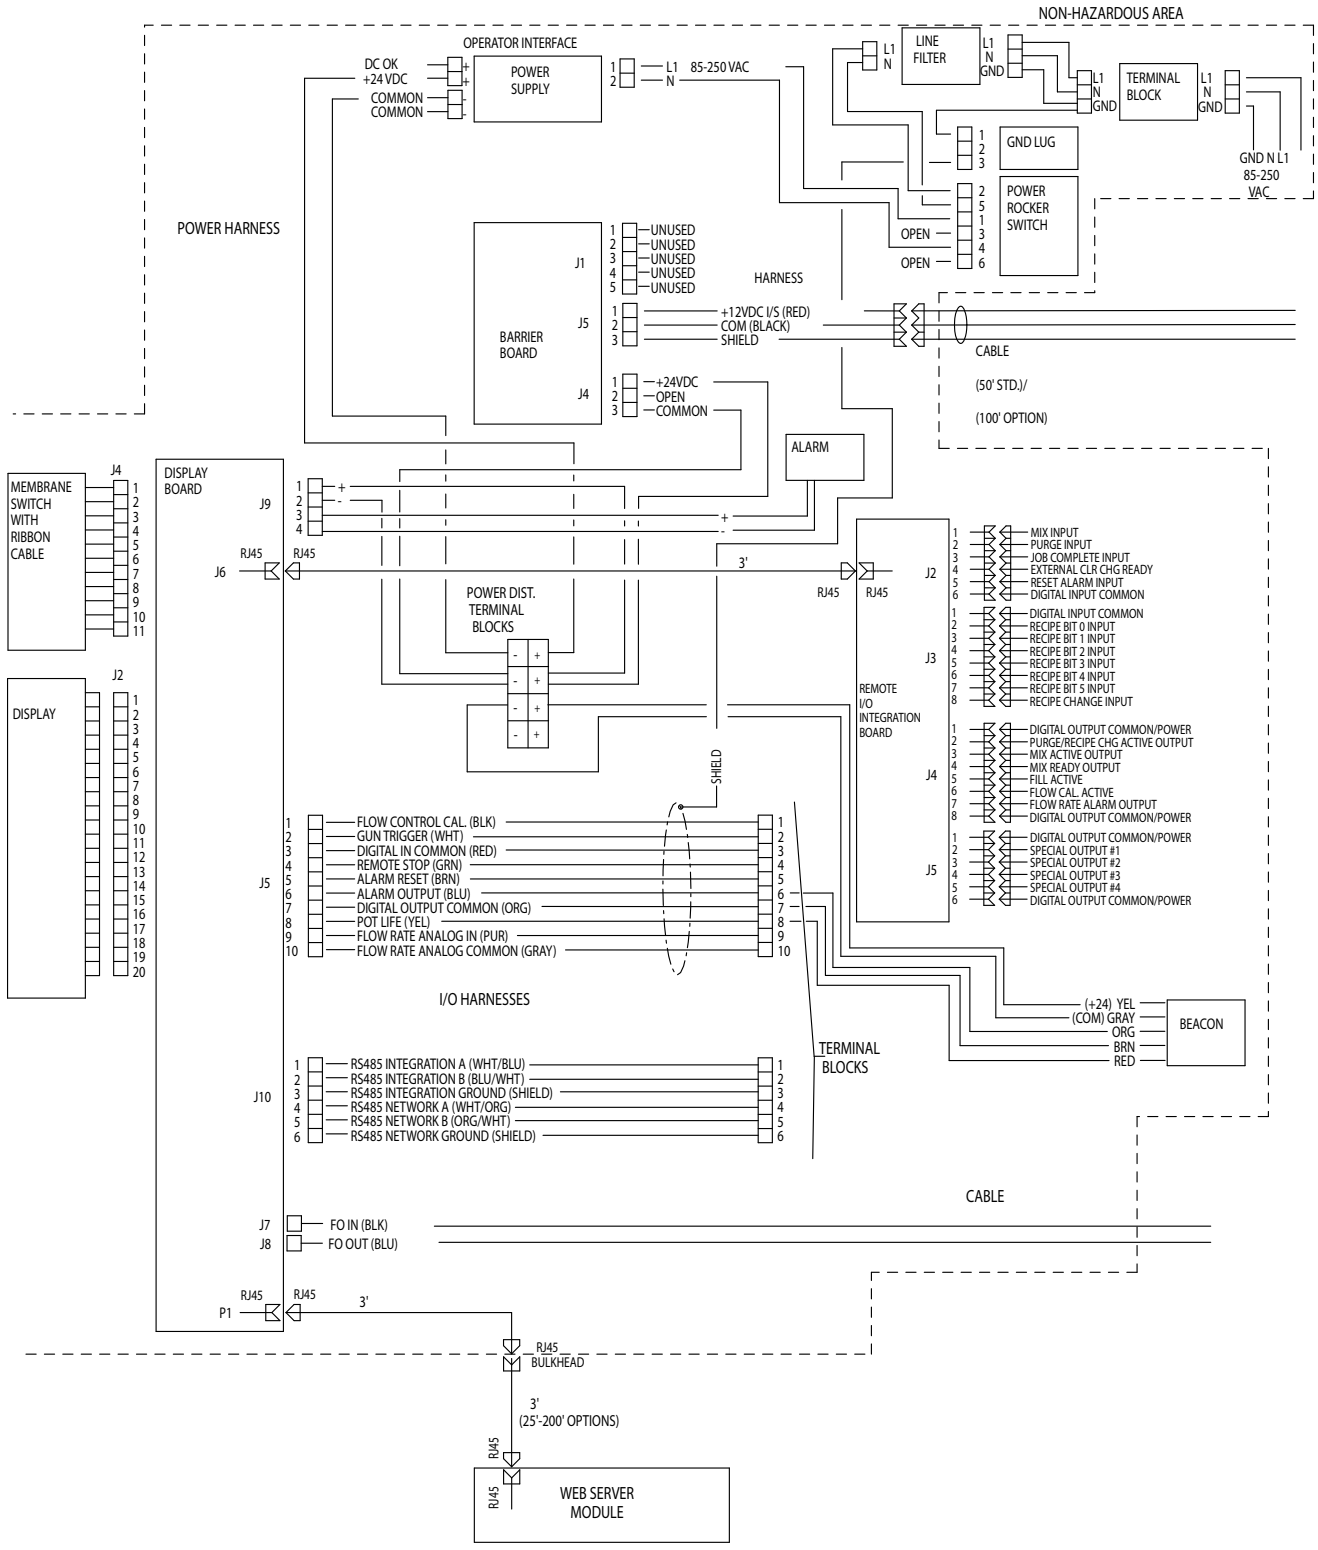 NON-HAZARDOUS AREA
OPERATOR INTERFACE
DC OK
+24 VDC
COMMON
COMMON
+
+
-
-
POWER
SUPPLY
1
2
L1 85-250 VAC
N
L1
N
LINE
FILTER
L1
N
GND
L1
N
GND
TERMINAL
BLOCK
L1
N
GND
GND N L1
85-250
VAC
1
2
3
GND LUG
2
5
1
3
4
6
OPEN
OPEN
POWER
ROCKER
SWITCH
POWER HARNESS
BARRIER
BOARD
J1
1 UNUSED
2 UNUSED
3 UNUSED
4 UNUSED
5 UNUSED
HARNESS
J5
1 +12VDC I/S (RED)
2 COM (BLACK)
3 SHIELD
CABLE
(50' STD.)/
(100' OPTION)
J4
1 +24VDC
2 OPEN
3 COMMON
ALARM
MEMBRANE
SWITCH
WITH
RIBBON
CABLE
J4
1
2
3
4
5
6
7
8
9
10
11
DISPLAY
BOARD
J9
1 +
2 -
3 +
4 -
J6
RJ45
RJ45
3'
RJ45
RJ45
POWER DIST.
TERMINAL
BLOCKS
- +
- +
- +
- +
DISPLAY
J2
1
2
3
4
5
6
7
8
9
10
11
12
13
14
15
16
17
18
19
20
REMOTE
I/O
INTEGRATION
BOARD
J2
1 MIX INPUT
2 PURGE INPUT
3 JOB COMPLETE INPUT
4 EXTERNAL CLR CHG READY
5 RESET ALARM INPUT
6 DIGITAL INPUT COMMON
J3
1 DIGITAL INPUT COMMON
2 RECIPE BIT 0 INPUT
3 RECIPE BIT 1 INPUT
4 RECIPE BIT 2 INPUT
5 RECIPE BIT 3 INPUT
6 RECIPE BIT 4 INPUT
7 RECIPE BIT 5 INPUT
8 RECIPE CHANGE INPUT
J4
1 DIGITAL OUTPUT COMMON/POWER
2 PURGE/RECIPE CHG ACTIVE OUTPUT
3 MIX ACTIVE OUTPUT
4 MIX READY OUTPUT
5 FILL ACTIVE
6 FLOW CAL. ACTIVE
7 FLOW RATE ALARM OUTPUT
8 DIGITAL OUTPUT COMMON/POWER
J5
1 DIGITAL OUTPUT COMMON/POWER
2 SPECIAL OUTPUT #1
3 SPECIAL OUTPUT #2
4 SPECIAL OUTPUT #3
5 SPECIAL OUTPUT #4
6 DIGITAL OUTPUT COMMON/POWER
SHIELD
J5
1 FLOW CONTROL CAL. (BLK) 1
2 GUN TRIGGER (WHT) 2
3 DIGITAL IN COMMON (RED) 3
4 REMOTE STOP (GRN) 4
5 ALARM RESET (BRN) 5
6 ALARM OUTPUT (BLU) 6
7 DIGITAL OUTPUT COMMON (ORG) 7
8 POT LIFE (YEL) 8
9 FLOW RATE ANALOG IN (PUR) 9
10 FLOW RATE ANALOG COMMON (GRAY) 10
I/O HARNESSES
(+24) YEL
(COM) GRAY
ORG
BRN
RED
BEACON
TERMINAL
BLOCKS
J10
1 RS485 INTEGRATION A (WHT/BLU) 1
2 RS485 INTEGRATION B (BLU/WHT) 2
3 RS485 INTEGRATION GROUND (SHIELD) 3
4 RS485 NETWORK A (WHT/ORG) 4
5 RS485 NETWORK B (ORG/WHT) 5
6 RS485 NETWORK GROUND (SHIELD) 6
CABLE
J7 FO IN (BLK)
J8 FO OUT (BLU)
P1
RJ45
RJ45
3'
RJ45
BULKHEAD
3'
(25'-200' OPTIONS)
RJ45
RJ45
WEB SERVER
MODULE